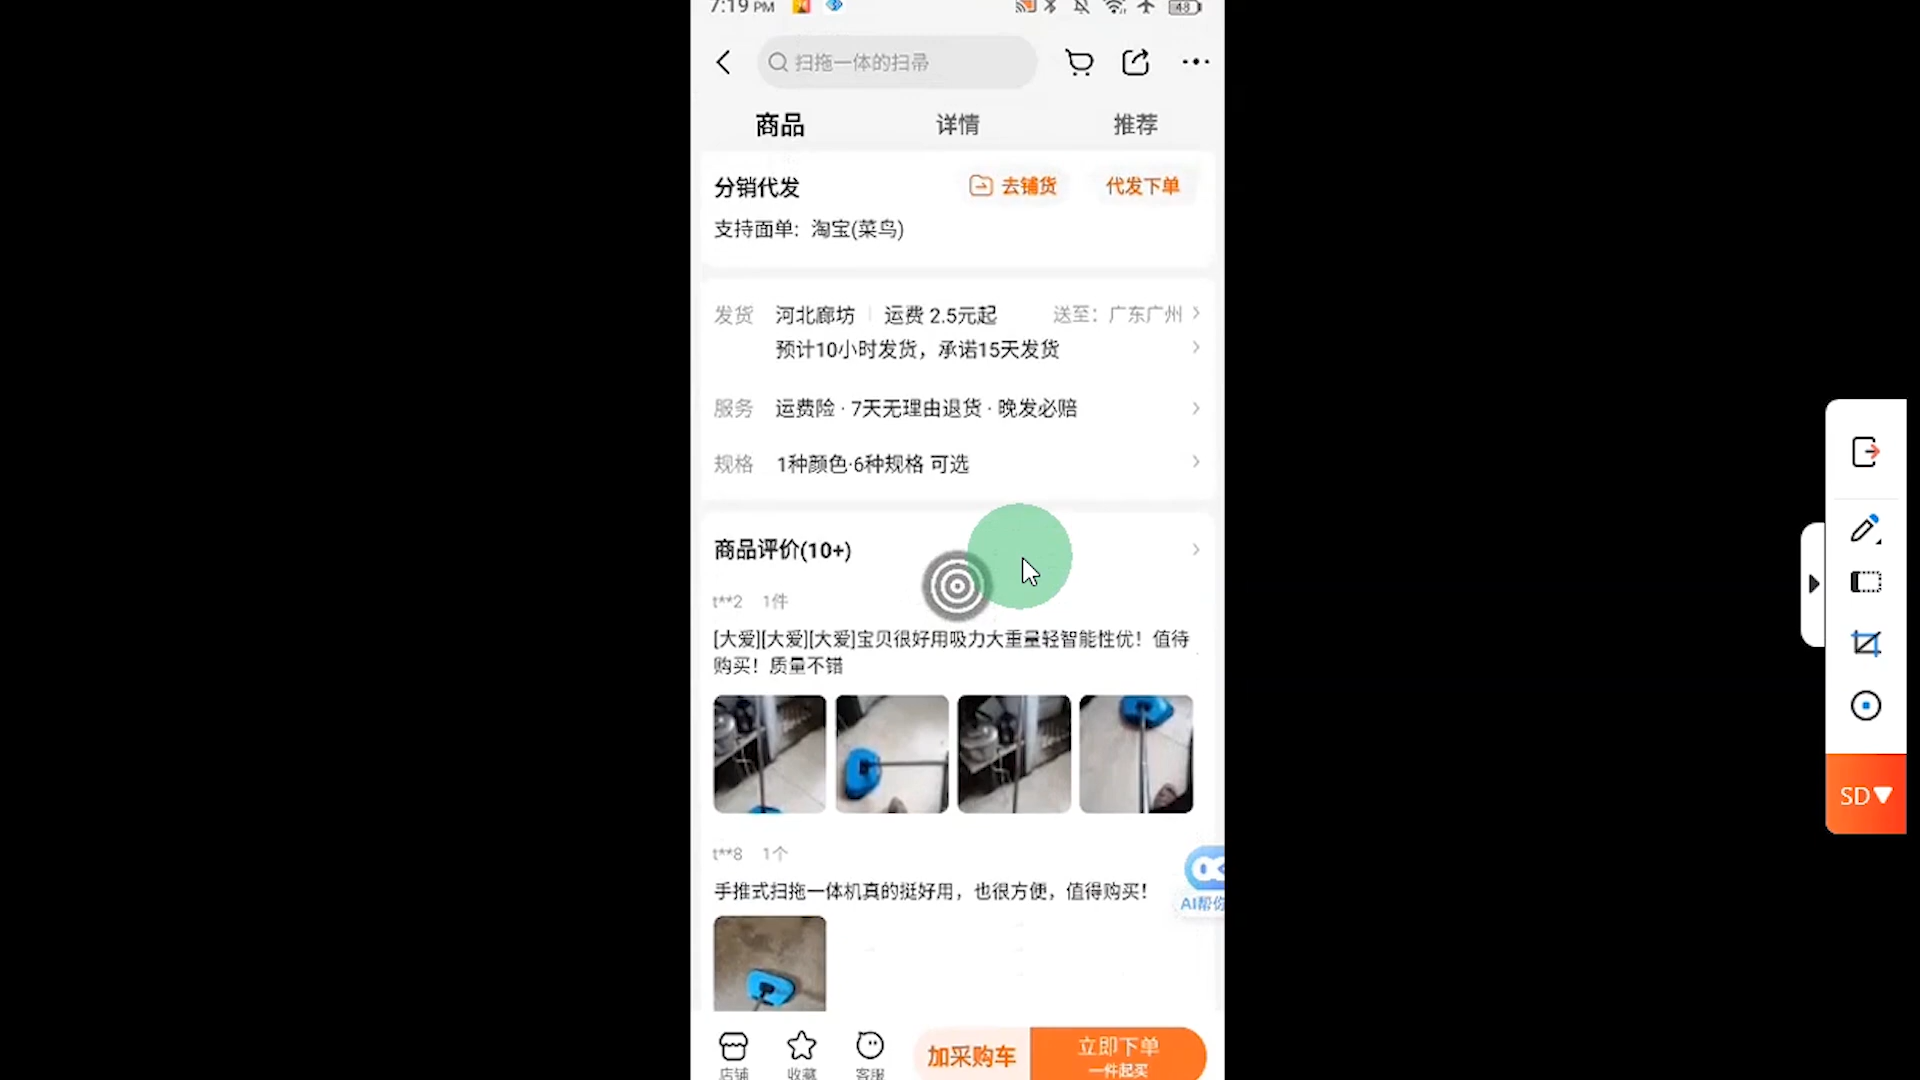 7:19 PM
48
扫拖一体的扫帚
商品
详情
推荐
分销代发
去铺货
代发下单
支持面单: 淘宝(菜鸟)
发货
河北廊坊
运费 2.5元起
送至: 广东广州
预计10小时发货，承诺15天发货
服务
运费险 · 7天无理由退货 · 晚发必赔
规格
1种颜色·6种规格 可选
商品评价(10+)
t**2 1件
[大爱][大爱][大爱]宝贝很好用吸力大重量轻智能性优！值待
购买！质量不错
t**8 1个
手推式扫拖一体机真的挺好用，也很方便，值得购买！
AI帮你
店铺
收藏
客服
加采购车
立即下单
一件起买
SD